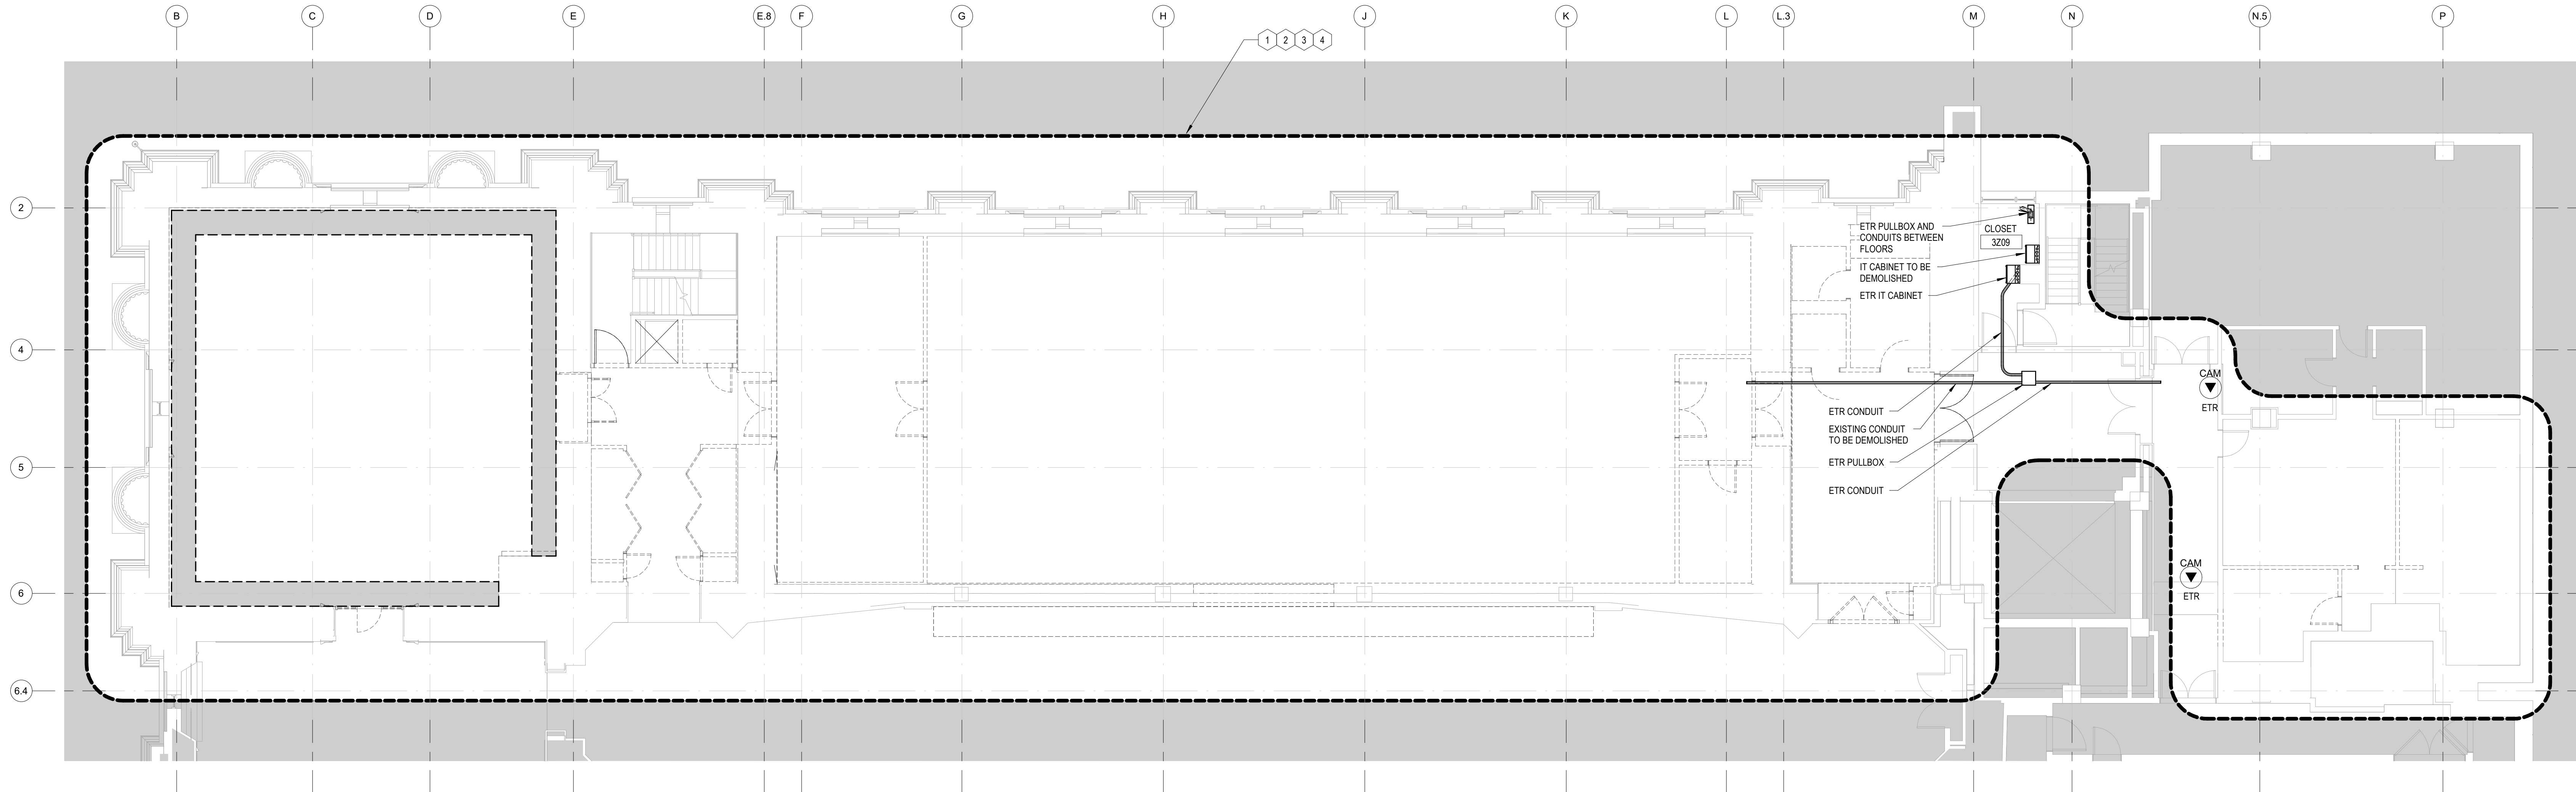 B C D E E.8 F G H J K L L.3 M N N.5 P
1 2 3 4
2
ETR PULLBOX AND
CONDUITS BETWEEN
FLOORS
CLOSET
3Z09
IT CABINET TO BE
DEMOLISHED
ETR IT CABINET
4
CAM
ETR
ETR CONDUIT
EXISTING CONDUIT
TO BE DEMOLISHED
ETR PULLBOX
5
ETR CONDUIT
CAM
ETR
6
6.4